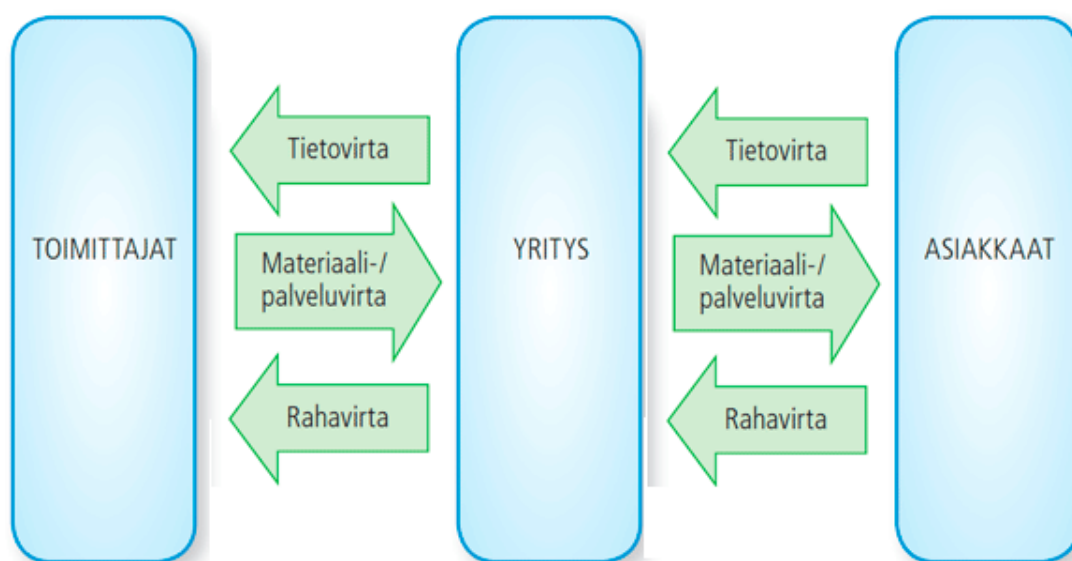 Tietovirta
Tietovirta
TOIMITTAJAT
Materiaali-/
palveluvirta
YRITYS
Materiaali-/
palveluvirta
ASIAKKAAT
Rahavirta
Rahavirta